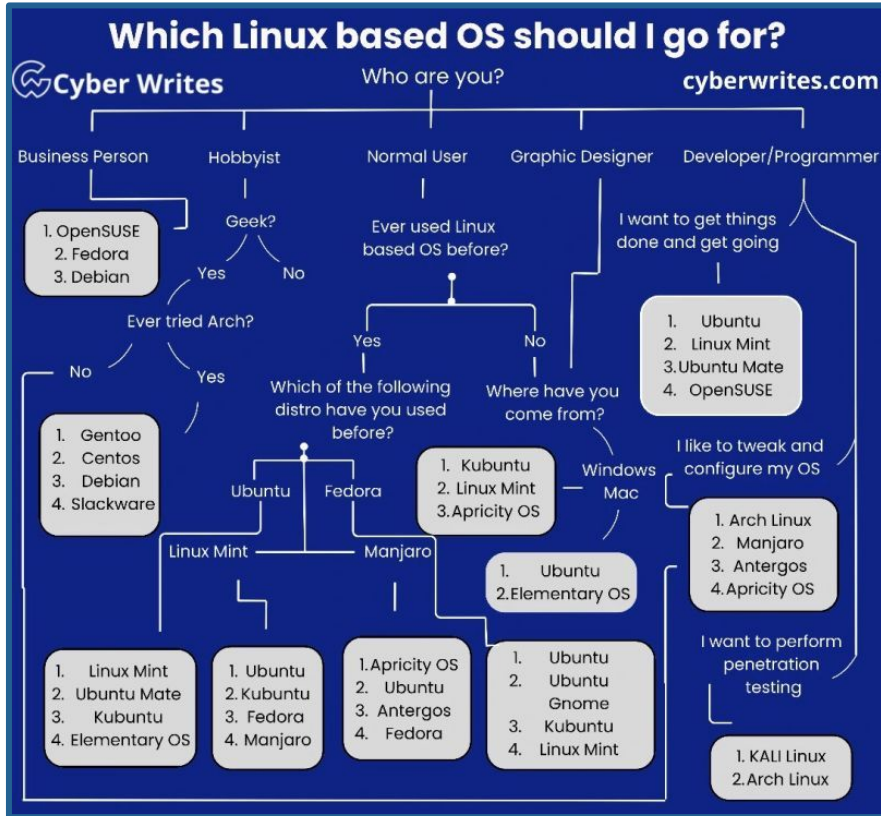 Which Linux based OS should I go for?
Cyber Writes
Who are you?
cyberwrites.com
Business Person
Hobbyist
Normal User
Graphic Designer
Developer/Programmer
1. OpenSUSE
2. Fedora
3. Debian
Geek?
Yes
No
Ever tried Arch?
No
Yes
1. Gentoo
2. Centos
3. Debian
4. Slackware
Ever used Linux
based OS before?
Yes
No
Which of the following
distro have you used
before?
Ubuntu
Fedora
Linux Mint
Manjaro
1. Linux Mint
2. Ubuntu Mate
3. Kubuntu
4. Elementary OS
1. Ubuntu
2. Kubuntu
3. Fedora
4. Manjaro
1. Apricity OS
2. Ubuntu
3. Antergos
4. Fedora
1. Ubuntu
2. Ubuntu
Gnome
3. Kubuntu
4. Linux Mint
Where have you
come from?
Windows
Mac
1. Kubuntu
2. Linux Mint
3. Apricity OS
1. Ubuntu
2. Elementary OS
I want to get things
done and get going
1. Ubuntu
2. Linux Mint
3. Ubuntu Mate
4. OpenSUSE
I like to tweak and
configure my OS
1. Arch Linux
2. Manjaro
3. Antergos
4. Apricity OS
I want to perform
penetration
testing
1. KALI Linux
2. Arch Linux